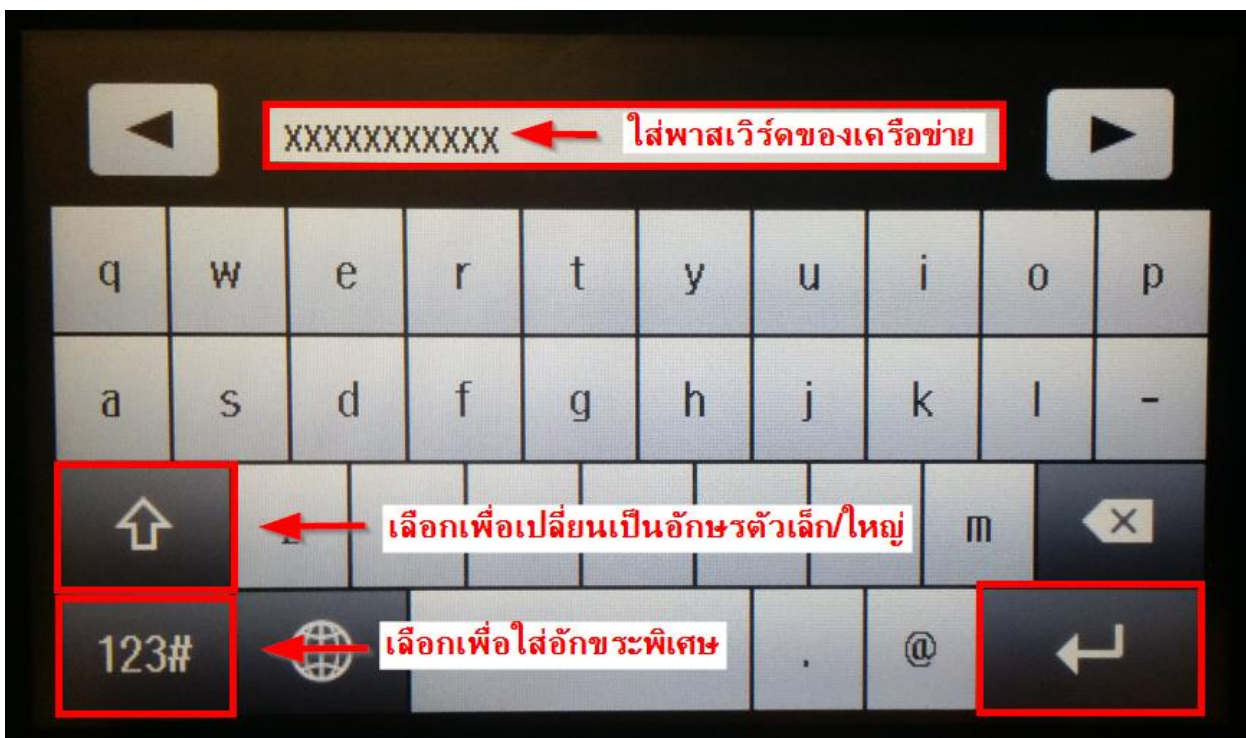 XXXXXXXXXXX ใส่พาสเวิร์ดของเครือข่าย
q w e r t y u i o p
a s d f g h j k l -
เลือกเพื่อเปลี่ยนเป็นอักษรตัวเล็ก/ใหญ่ m
123# เลือกเพื่อใส่อักขระพิเศษ . @